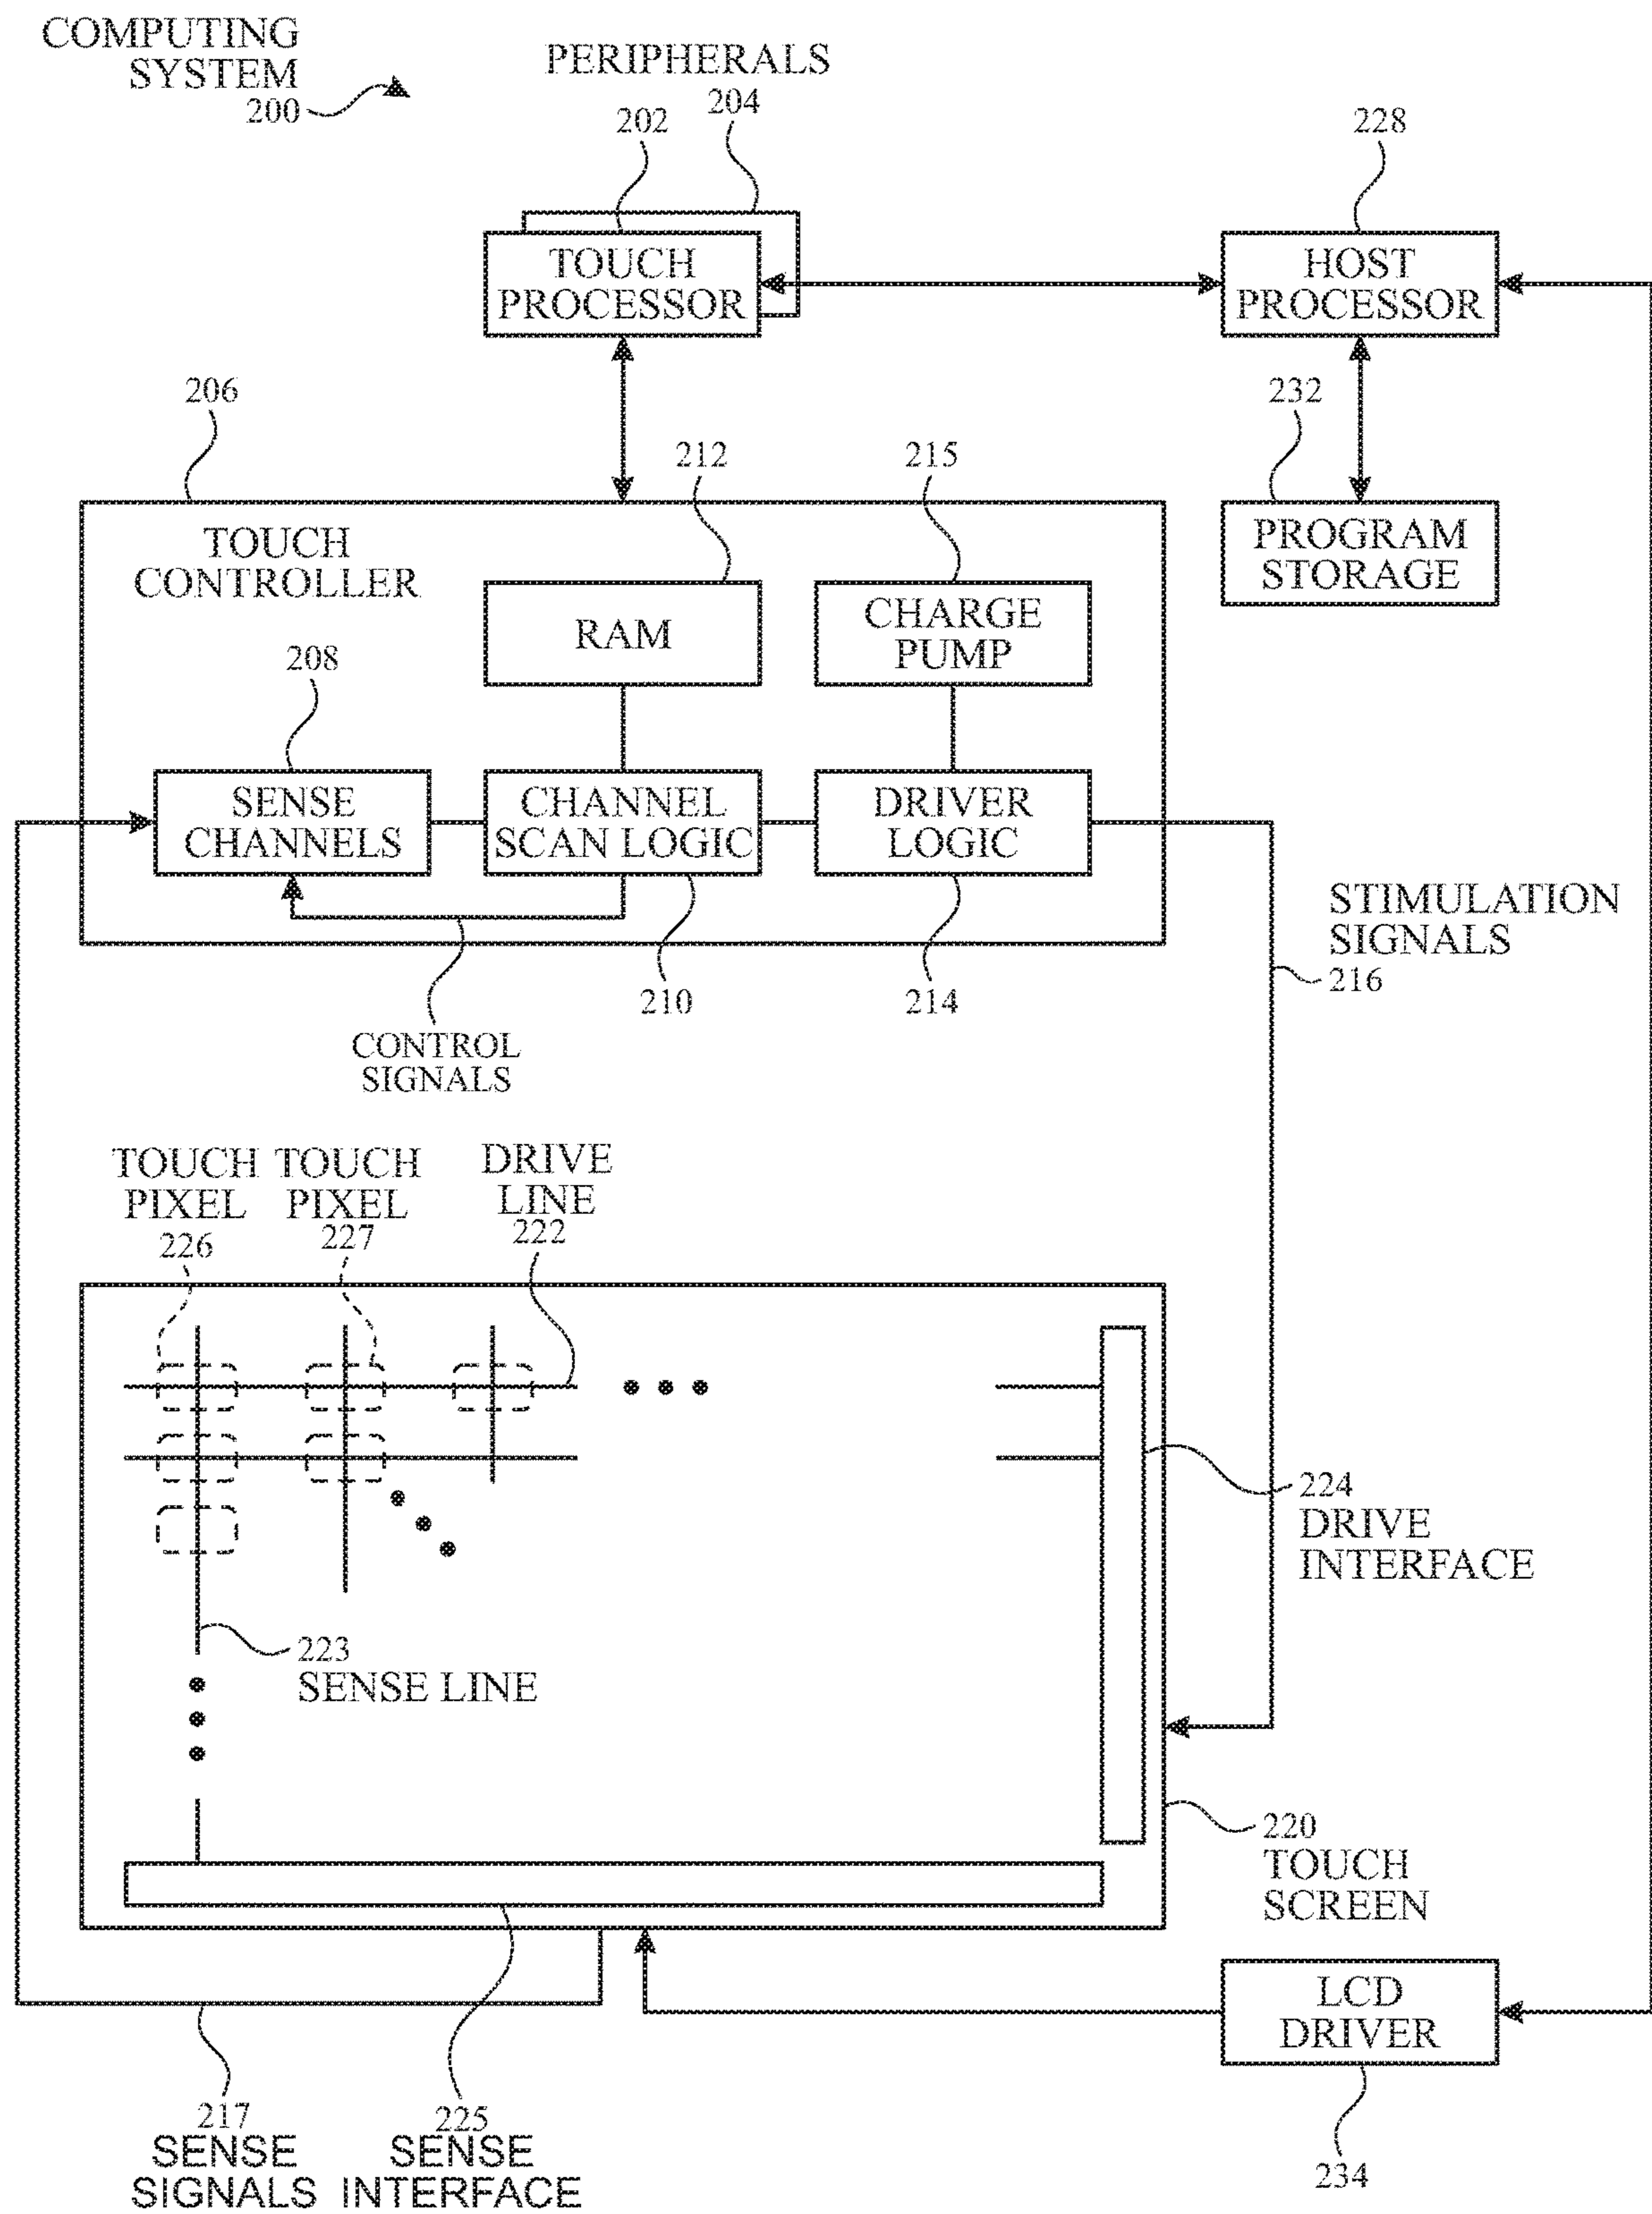 COMPUTING
SYSTEM
200
PERIPHERALS
204
202
228
TOUCH
PROCESSOR
HOST
PROCESSOR
206
212
215
232
TOUCH
CONTROLLER
PROGRAM
STORAGE
RAM
CHARGE
PUMP
208
SENSE
CHANNELS
CHANNEL
SCAN LOGIC
DRIVER
LOGIC
STIMULATION
SIGNALS
216
210
214
CONTROL
SIGNALS
TOUCH
PIXEL
226
TOUCH
PIXEL
227
DRIVE
LINE
222
224
DRIVE
INTERFACE
223
SENSE LINE
220
TOUCH
SCREEN
LCD
DRIVER
217
SENSE
SIGNALS
225
SENSE
INTERFACE
234